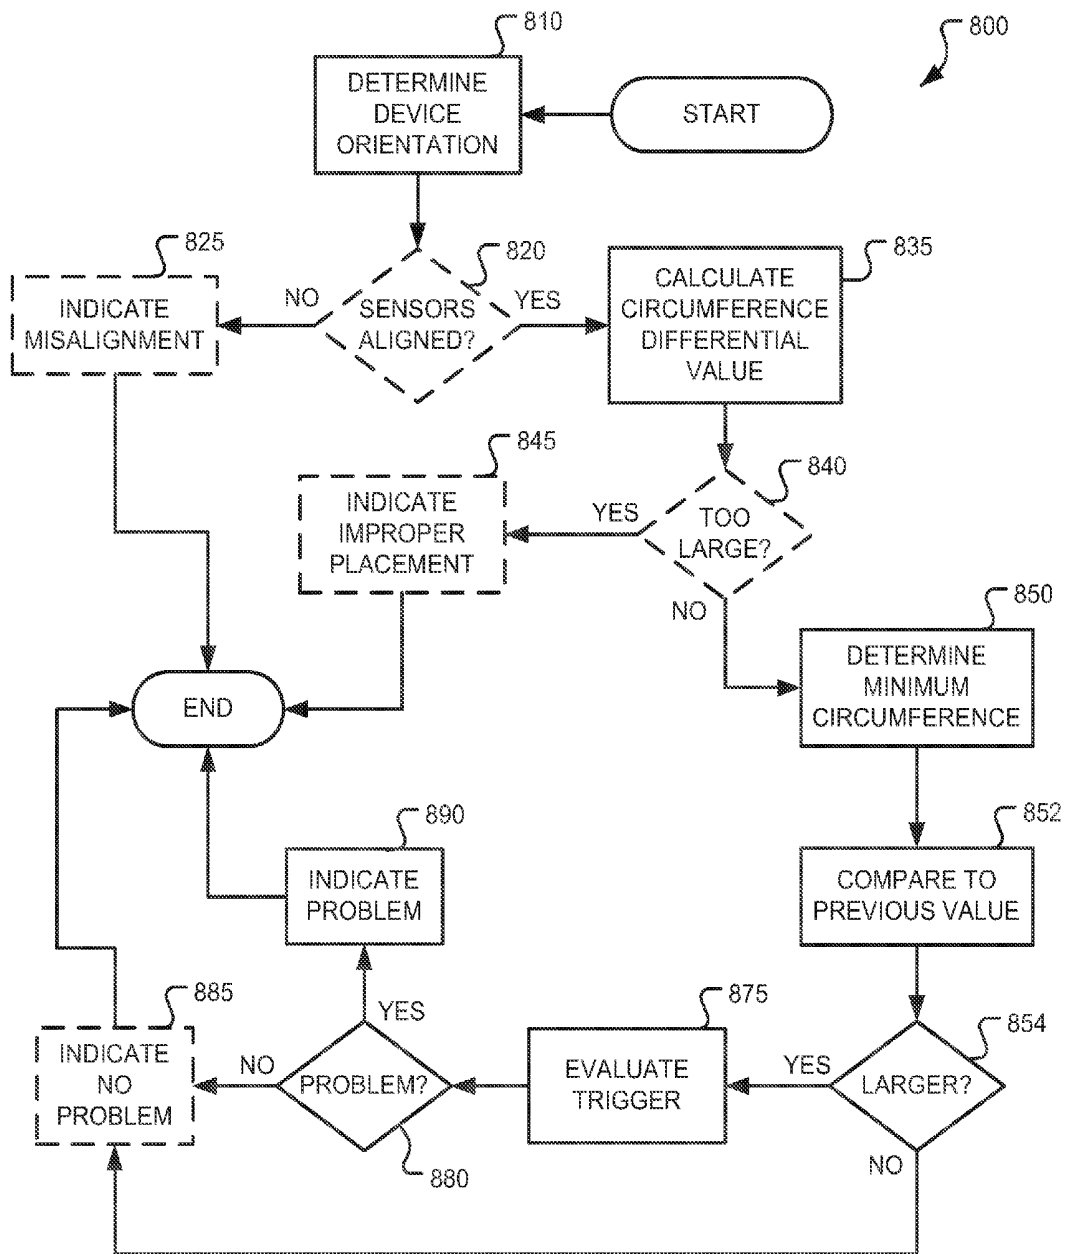 810
800
DETERMINE
DEVICE
ORIENTATION
START
825
820
835
INDICATE
MISALIGNMENT
NO
SENSORS
ALIGNED?
YES
CALCULATE
CIRCUMFERENCE
DIFFERENTIAL
VALUE
845
840
INDICATE
IMPROPER
PLACEMENT
YES
TOO
LARGE?
NO
850
DETERMINE
MINIMUM
CIRCUMFERENCE
END
890
852
INDICATE
PROBLEM
COMPARE TO
PREVIOUS VALUE
885
YES
875
854
INDICATE
NO
PROBLEM
NO
PROBLEM?
EVALUATE
TRIGGER
YES
LARGER?
880
NO